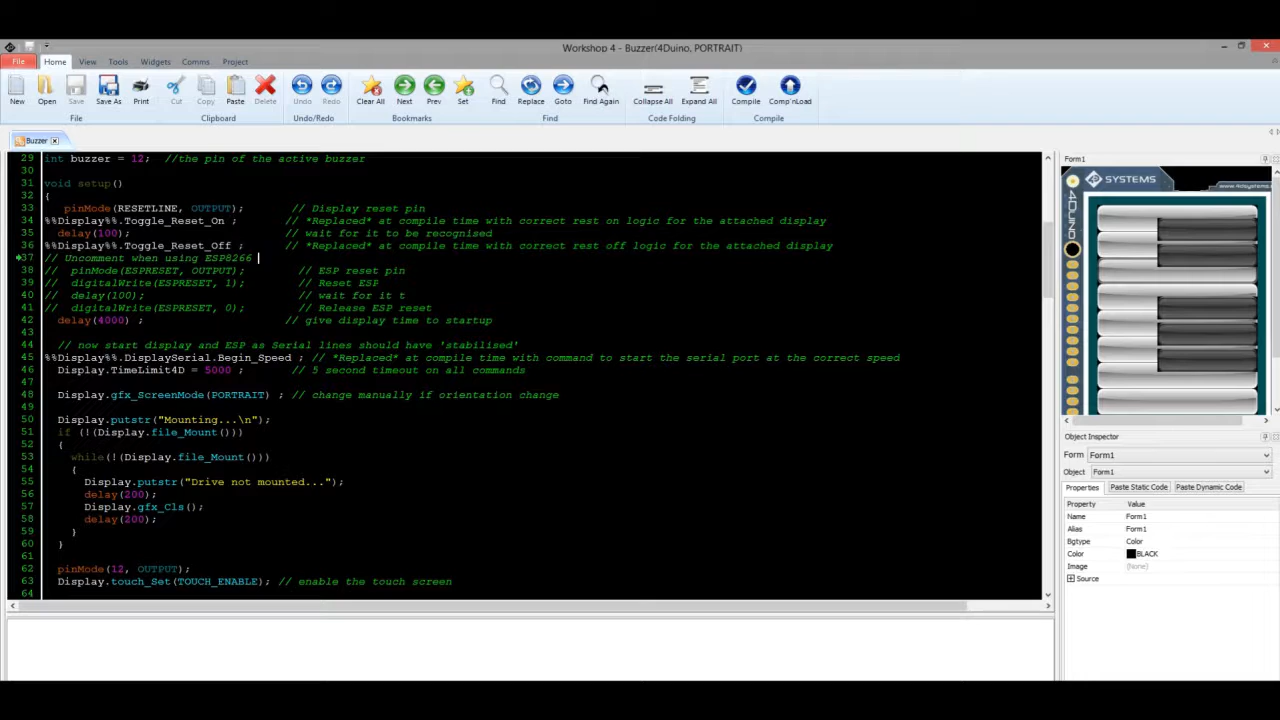 Workshop 4 - Buzzer(4Duino, PORTRAIT)
File Home View Tools Widgets Comms Project
New Open Save Save As Print Cut Copy Paste Delete Undo Redo Clear All Next Prev Set Find Replace Goto Find Again Collapse All Expand All Compile Comp'nLoad
File Clipboard Undo/Redo Bookmarks Find Code Folding Compile
Buzzer
29 int buzzer = 12; //the pin of the active buzzer
30
31 void setup()
32 {
33 pinMode(RESETLINE, OUTPUT); // Display reset pin
34 %%Display%%.Toggle_Reset_On ; // *Replaced* at compile time with correct rest on logic for the attached display
35 delay(100); // wait for it to be recognised
36 %%Display%%.Toggle_Reset_Off ; // *Replaced* at compile time with correct rest off logic for the attached display
37 // Uncomment when using ESP8266
38 // pinMode(ESPRESET, OUTPUT); // ESP reset pin
39 // digitalWrite(ESPRESET, 1); // Reset ESP
40 // delay(100); // wait for it t
41 // digitalWrite(ESPRESET, 0); // Release ESP reset
42 delay(4000) ; // give display time to startup
43
44 // now start display and ESP as Serial lines should have 'stabilised'
45 %%Display%%.DisplaySerial.Begin_Speed ; // *Replaced* at compile time with command to start the serial port at the correct speed
46 Display.TimeLimit4D = 5000 ; // 5 second timeout on all commands
47
48 Display.gfx_ScreenMode(PORTRAIT) ; // change manually if orientation change
49
50 Display.putstr("Mounting...\n");
51 if (!(Display.file_Mount()))
52 {
53 while(!(Display.file_Mount()))
54 {
55 Display.putstr("Drive not mounted...");
56 delay(200);
57 Display.gfx_Cls();
58 delay(200);
59 }
60 }
61
62 pinMode(12, OUTPUT);
63 Display.touch_Set(TOUCH_ENABLE); // enable the touch screen
64
Form1
SYSTEMS
4DUINO
Object Inspector
Form Form1
Object Form1
Properties Paste Static Code Paste Dynamic Code
Property Value
Name Form1
Alias Form1
Bgtype Color
Color BLACK
Image (None)
Source